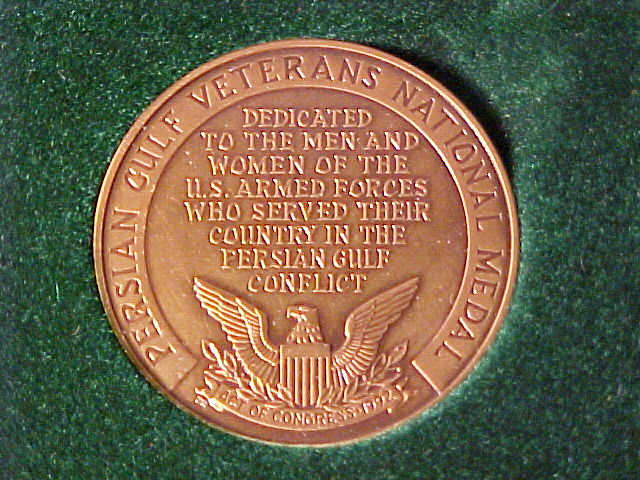 PERSIAN GULF VETERANS NATIONAL MEDAL
DEDICATED
TO THE MEN AND
WOMEN OF THE
U.S. ARMED FORCES
WHO SERVED THEIR
COUNTRY IN THE
PERSIAN GULF
CONFLICT
ACT OF CONGRESS 1992